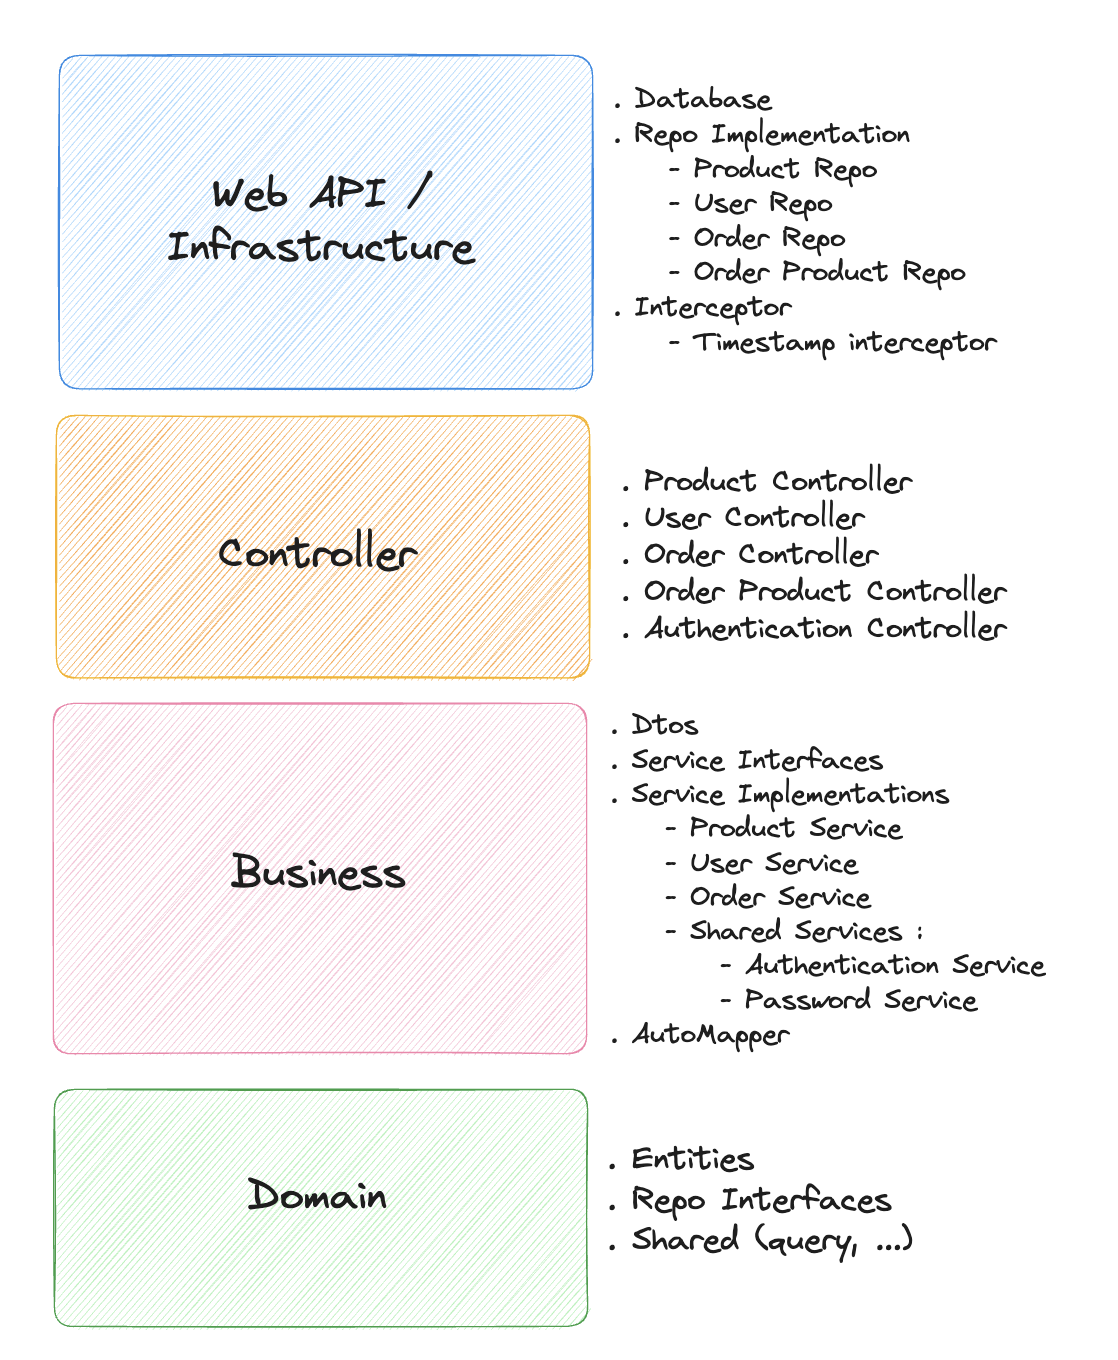 Web API /
Infrastructure
. Database
. Repo Implementation
- Product Repo
- User Repo
- Order Repo
- Order Product Repo
. Interceptor
- Timestamp interceptor
Controller
. Product Controller
. User Controller
. Order Controller
. Order Product Controller
. Authentication Controller
Business
. Dtos
. Service Interfaces
. Service Implementations
- Product Service
- User Service
- Order Service
- Shared Services :
- Authentication Service
- Password Service
. AutoMapper
Domain
. Entities
. Repo Interfaces
. Shared (query, ...)